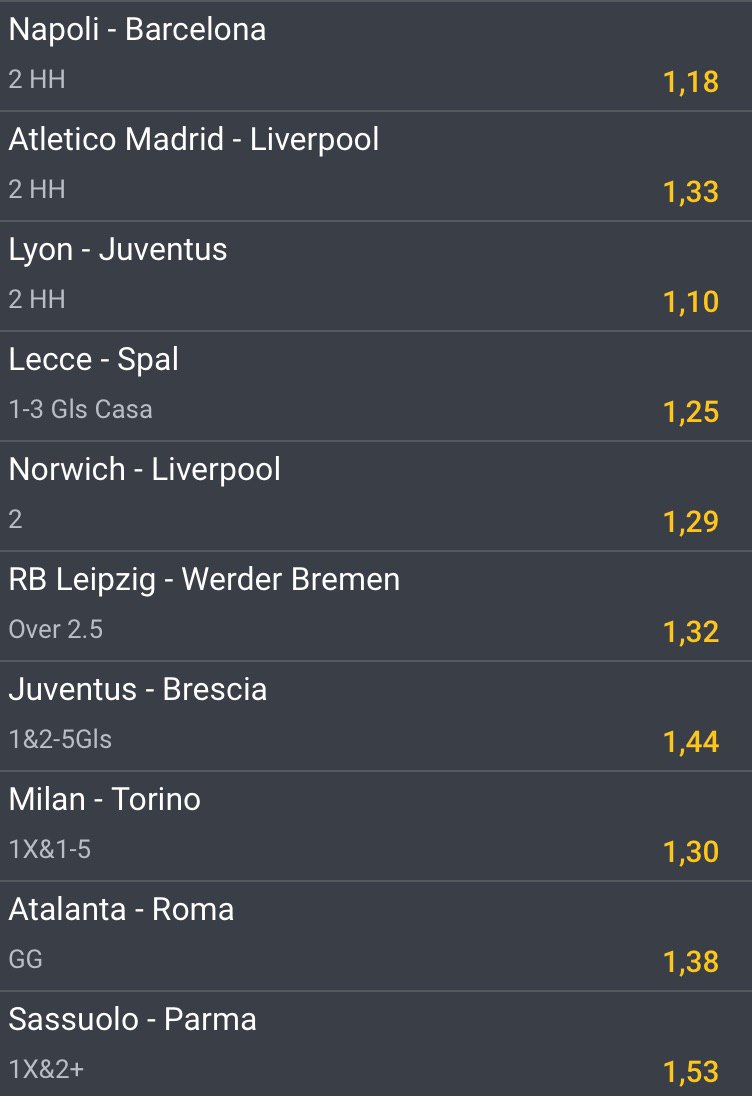 Napoli - Barcelona
2 HH
1,18
Atletico Madrid - Liverpool
2 HH
1,33
Lyon - Juventus
2 HH
1,10
Lecce - Spal
1-3 Gls Casa
1,25
Norwich - Liverpool
2
1,29
RB Leipzig - Werder Bremen
Over 2.5
1,32
Juventus - Brescia
1&2-5Gls
1,44
Milan - Torino
1X&1-5
1,30
Atalanta - Roma
GG
1,38
Sassuolo - Parma
1X&2+
1,53